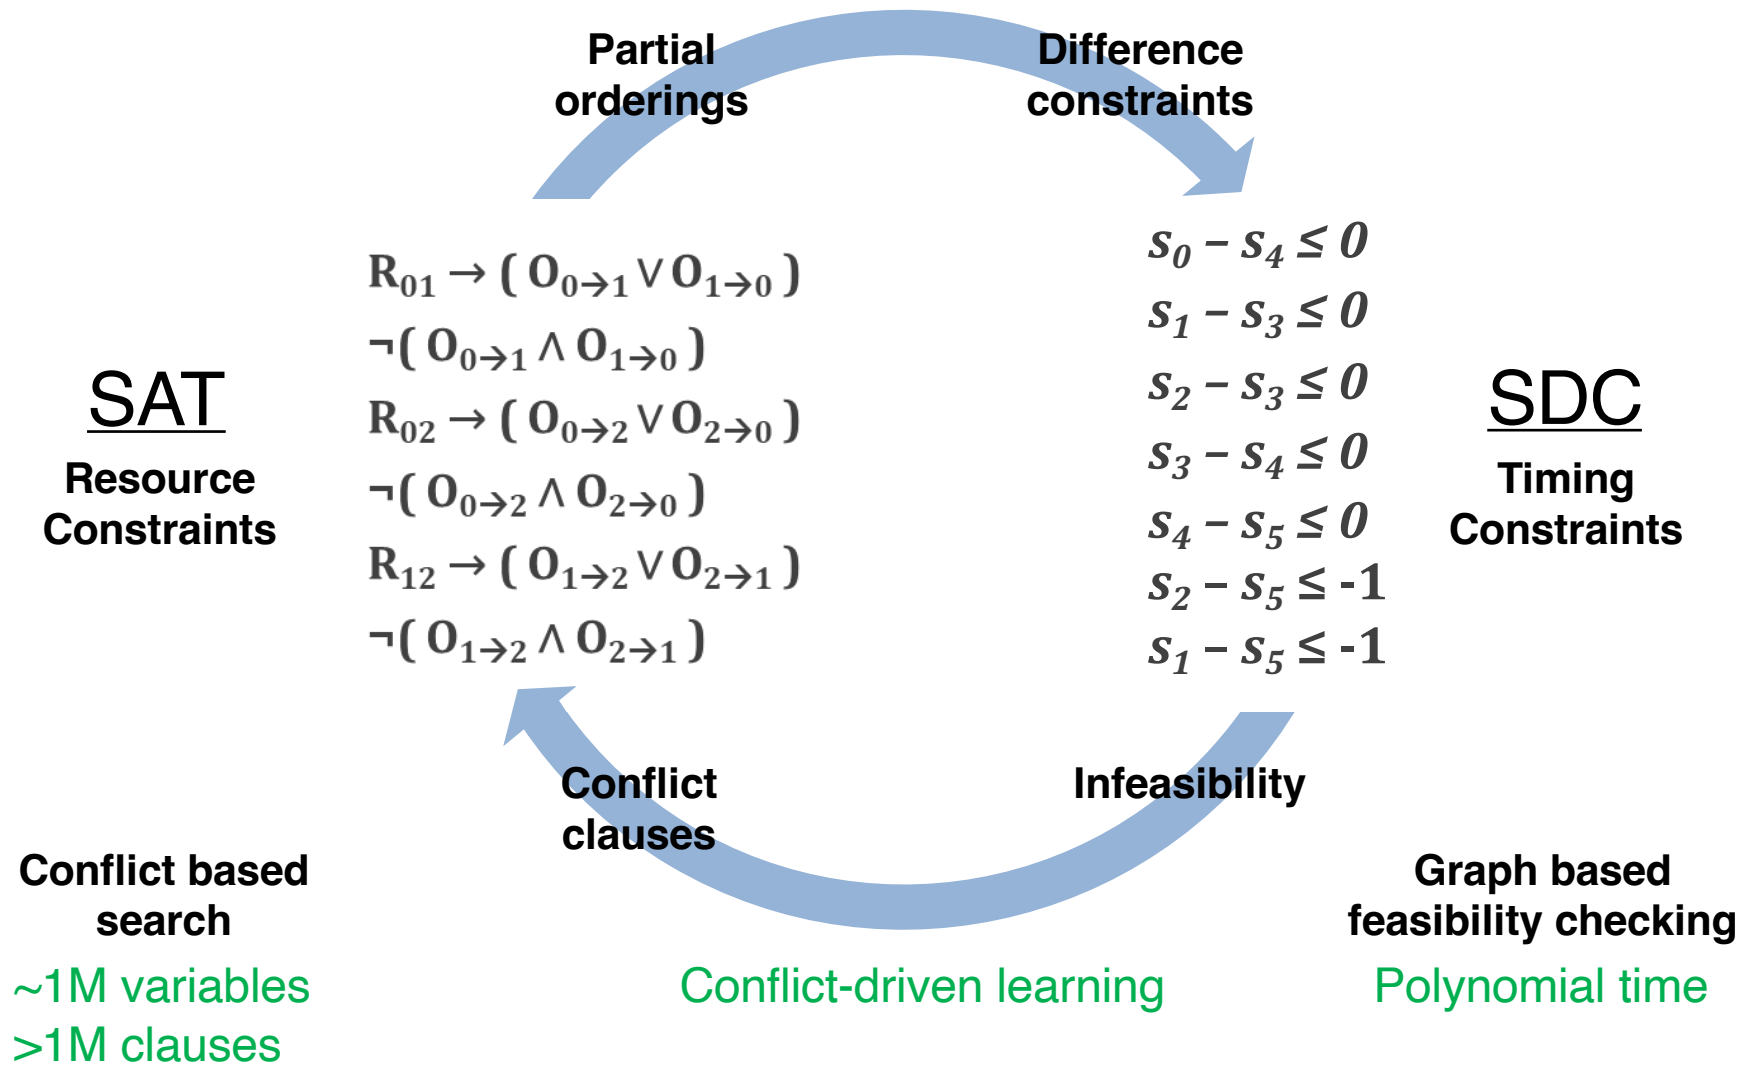 Partial
orderings
Difference
constraints
SAT
Resource
Constraints
R₀₁ → ( O₀→₁ ∨ O₁→₀ )
¬( O₀→₁ ∧ O₁→₀ )
R₀₂ → ( O₀→₂ ∨ O₂→₀ )
¬( O₀→₂ ∧ O₂→₀ )
R₁₂ → ( O₁→₂ ∨ O₂→₁ )
¬( O₁→₂ ∧ O₂→₁ )
s₀ – s₄ ≤ 0
s₁ – s₃ ≤ 0
s₂ – s₃ ≤ 0
s₃ – s₄ ≤ 0
s₄ – s₅ ≤ 0
s₂ – s₅ ≤ -1
s₁ – s₅ ≤ -1
SDC
Timing
Constraints
Conflict
clauses
Infeasibility
Conflict based
search
~1M variables
>1M clauses
Conflict-driven learning
Graph based
feasibility checking
Polynomial time